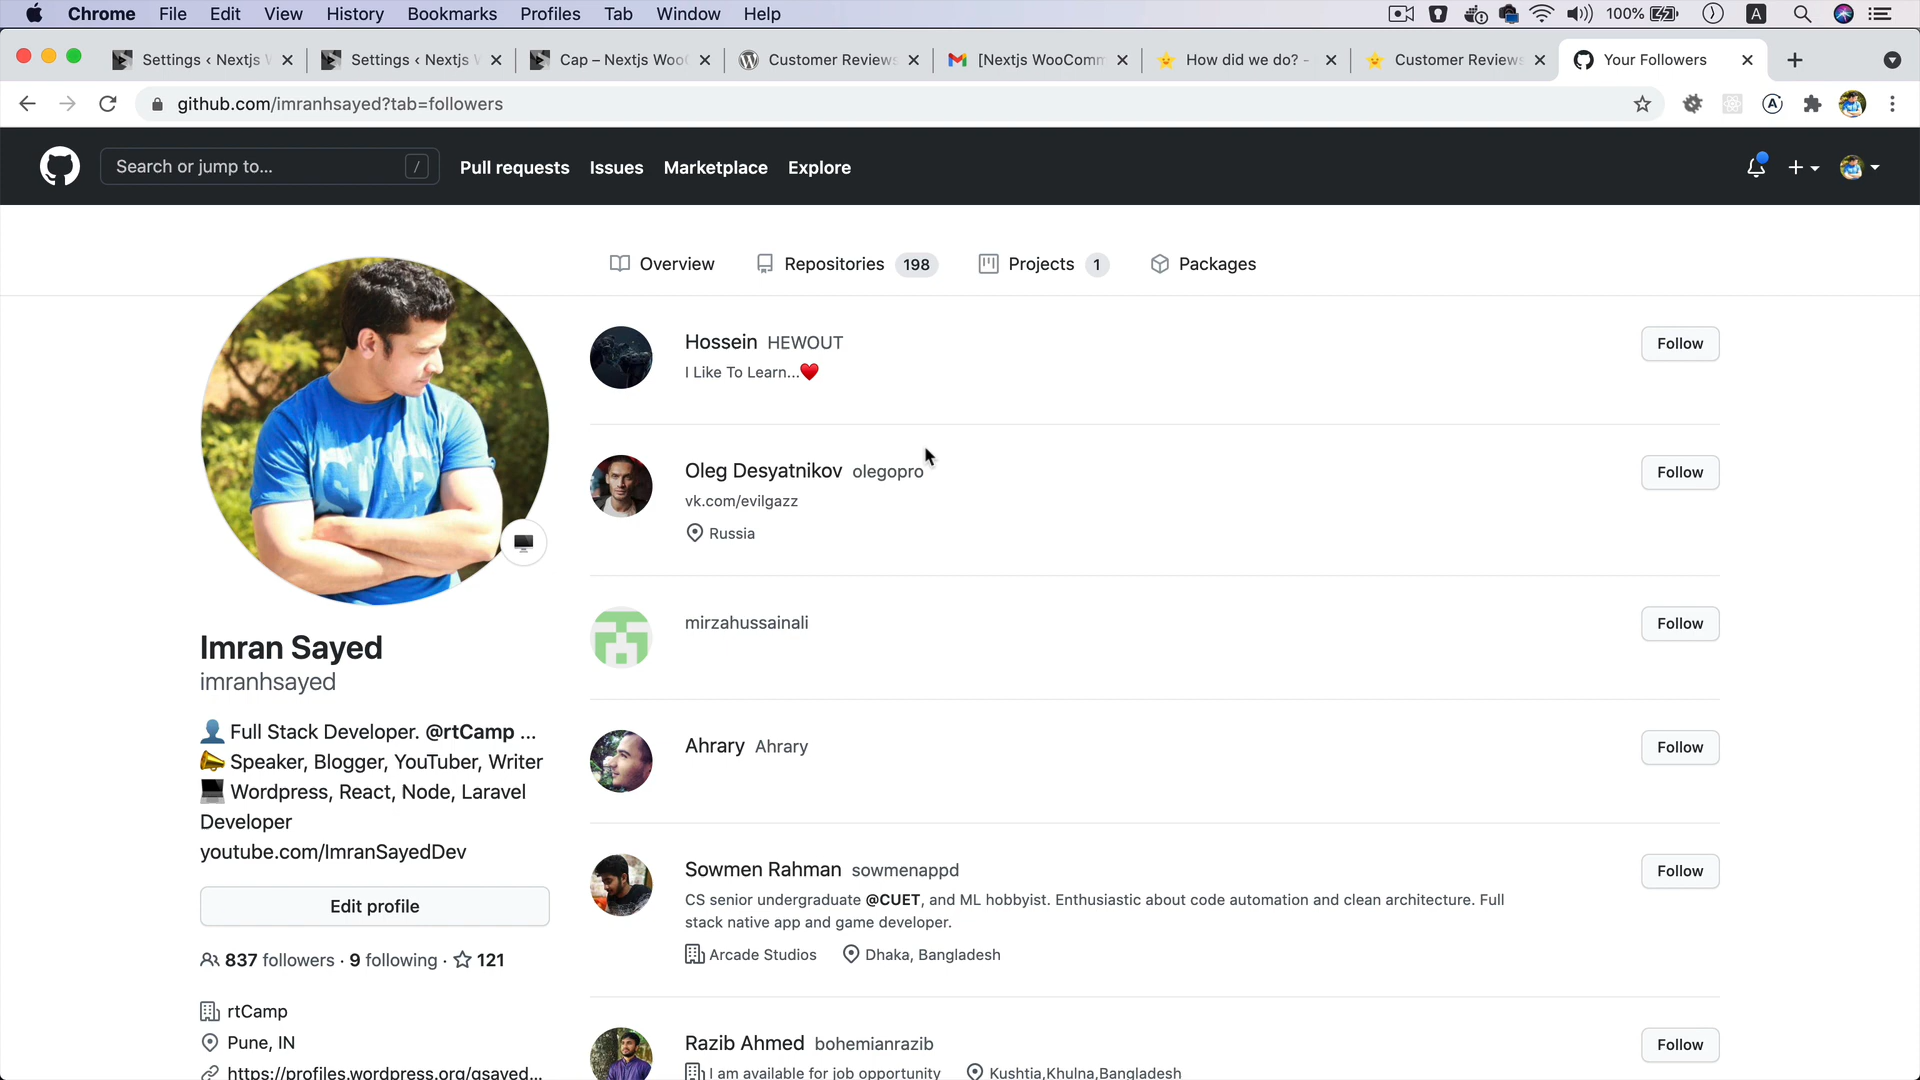 Chrome File Edit View History Bookmarks Profiles Tab Window Help 100% A
Settings ‹ Nextjs W Settings ‹ Nextjs W Cap – Nextjs WooC Customer Reviews [Nextjs WooComm How did we do? - Customer Reviews Your Followers
github.com/imranhsayed?tab=followers
Search or jump to... / Pull requests Issues Marketplace Explore
Overview Repositories 198 Projects 1 Packages
Hossein HEWOUT Follow
I Like To Learn...❤️
Oleg Desyatnikov olegopro Follow
vk.com/evilgazz
Russia
mirzahussainali Follow
Ahrary Ahrary Follow
Sowmen Rahman sowmenappd Follow
CS senior undergraduate @CUET, and ML hobbyist. Enthusiastic about code automation and clean architecture. Full
stack native app and game developer.
Arcade Studios Dhaka, Bangladesh
Razib Ahmed bohemianrazib Follow
I am available for job opportunity Kushtia,Khulna,Bangladesh
Imran Sayed
imranhsayed
👤 Full Stack Developer. @rtCamp ...
📣 Speaker, Blogger, YouTuber, Writer
💻 Wordpress, React, Node, Laravel
Developer
youtube.com/ImranSayedDev
Edit profile
837 followers · 9 following · 121
rtCamp
Pune, IN
https://profiles.wordpress.org/gsayed...